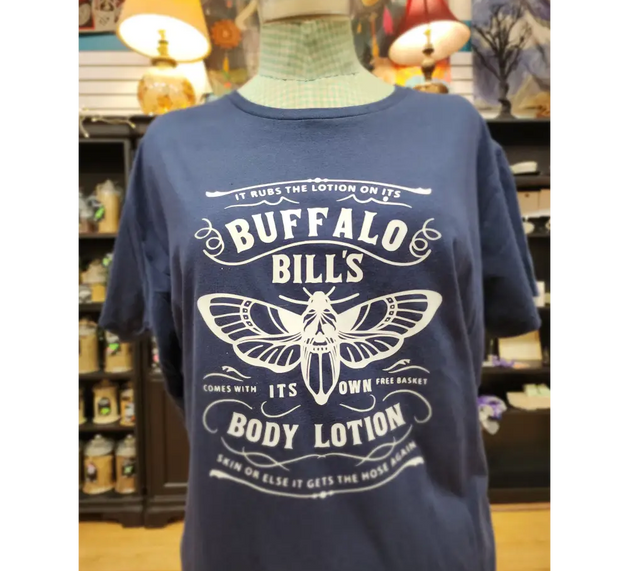 IT RUBS THE LOTION ON ITS
BUFFALO
BILL'S
COMES WITH ITS OWN FREE BASKET
BODY LOTION
SKIN OR ELSE IT GETS THE HOSE AGAIN